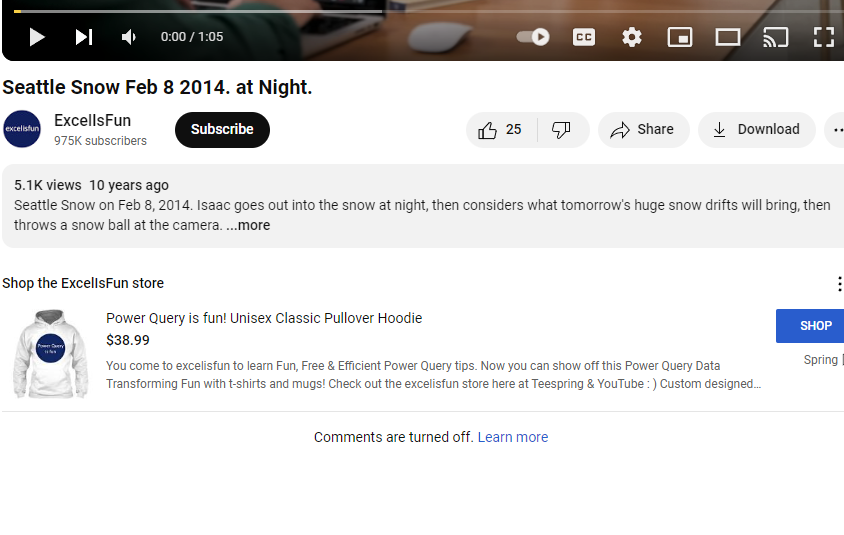 0:00 / 1:05
CC
Seattle Snow Feb 8 2014. at Night.
excelisfun
ExcelIsFun
975K subscribers
Subscribe
25
Share
Download
5.1K views 10 years ago
Seattle Snow on Feb 8, 2014. Isaac goes out into the snow at night, then considers what tomorrow's huge snow drifts will bring, then
throws a snow ball at the camera. ...more
Shop the ExcelIsFun store
Power Query
is fun
Power Query is fun! Unisex Classic Pullover Hoodie
$38.99
You come to excelisfun to learn Fun, Free & Efficient Power Query tips. Now you can show off this Power Query Data
Transforming Fun with t-shirts and mugs! Check out the excelisfun store here at Teespring & YouTube : ) Custom designed...
SHOP
Spring [
Comments are turned off. Learn more